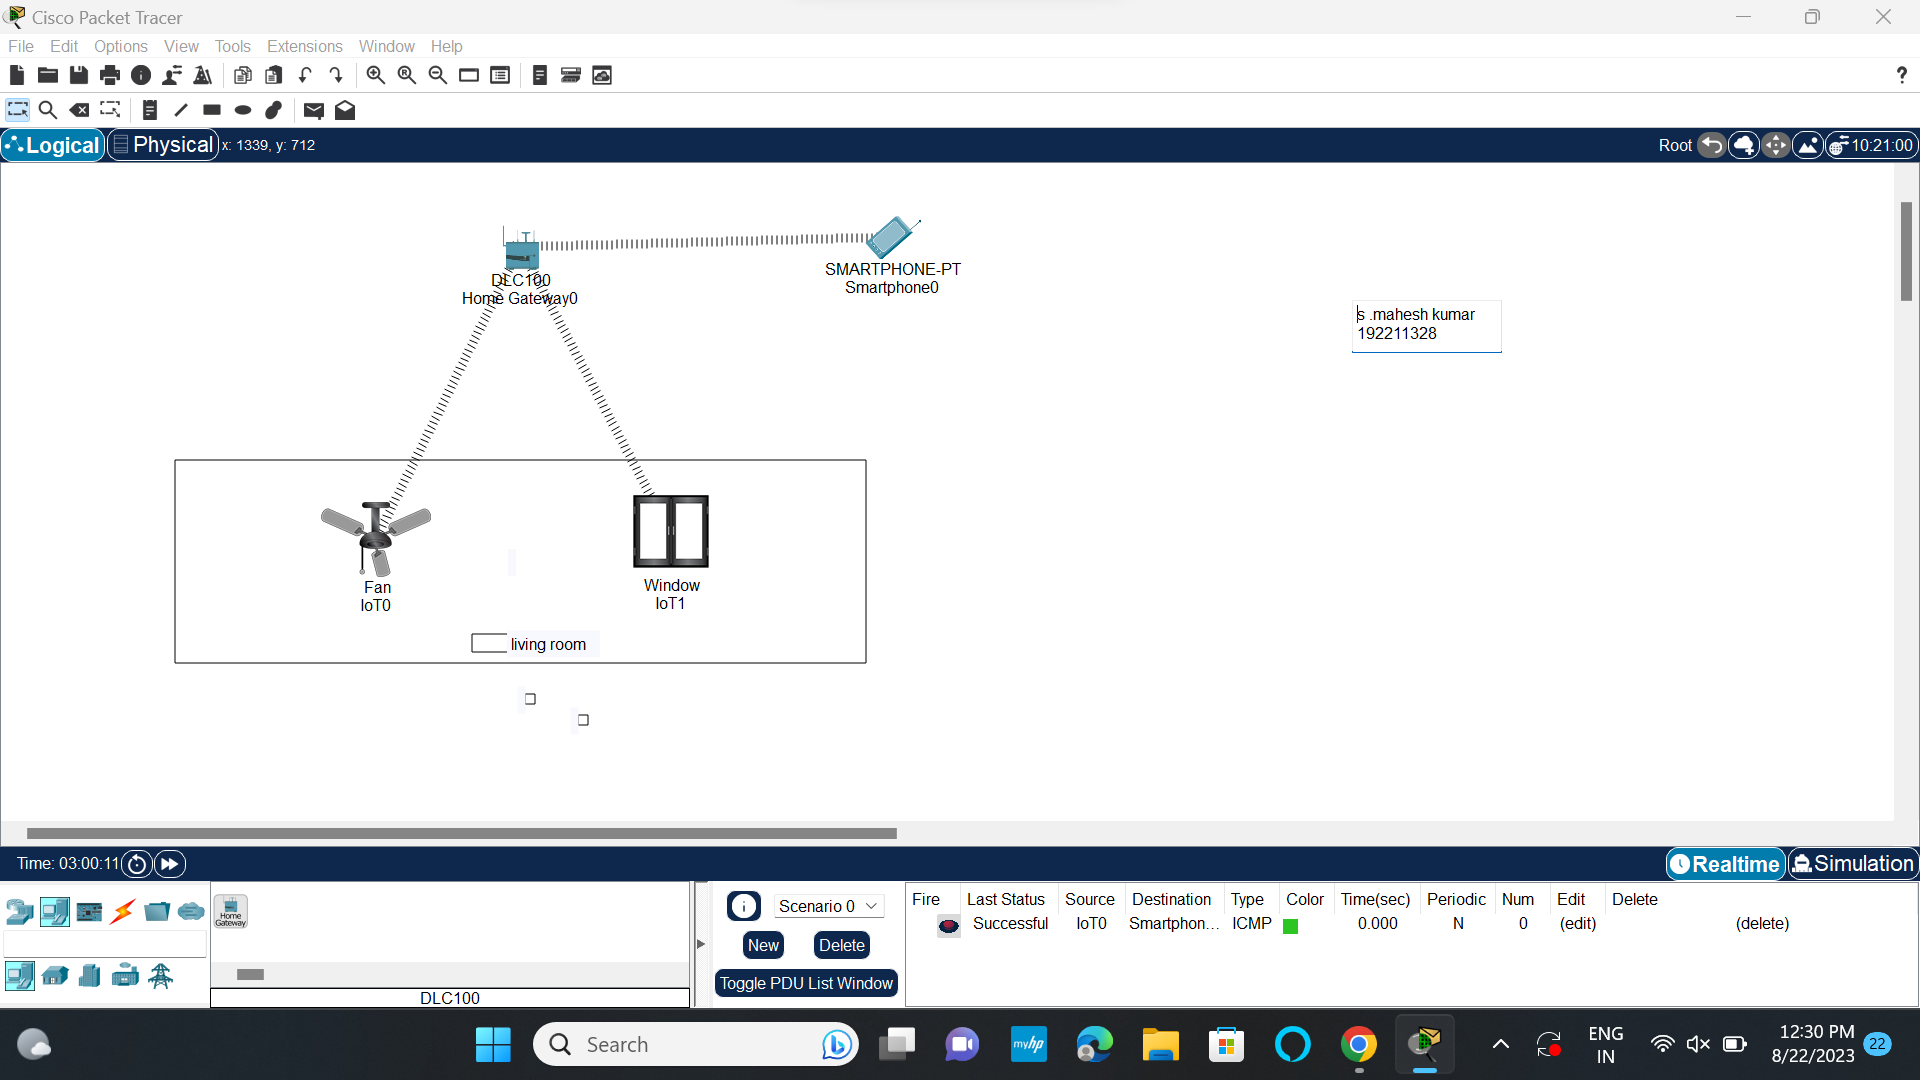 Cisco Packet Tracer
File Edit Options View Tools Extensions Window Help
?
Logical Physical x: 1339, y: 712 Root 10:21:00
DLC100
Home Gateway0
SMARTPHONE-PT
Smartphone0
s .mahesh kumar
192211328
Fan
IoT0
Window
IoT1
living room
Time: 03:00:11 Realtime Simulation
Home
Gateway
DLC100
i Scenario 0
New Delete
Toggle PDU List Window
Fire Last Status Source Destination Type Color Time(sec) Periodic Num Edit Delete
Successful IoT0 Smartphon... ICMP 0.000 N 0 (edit) (delete)
Search
myhp
ENG
IN
12:30 PM
8/22/2023
22